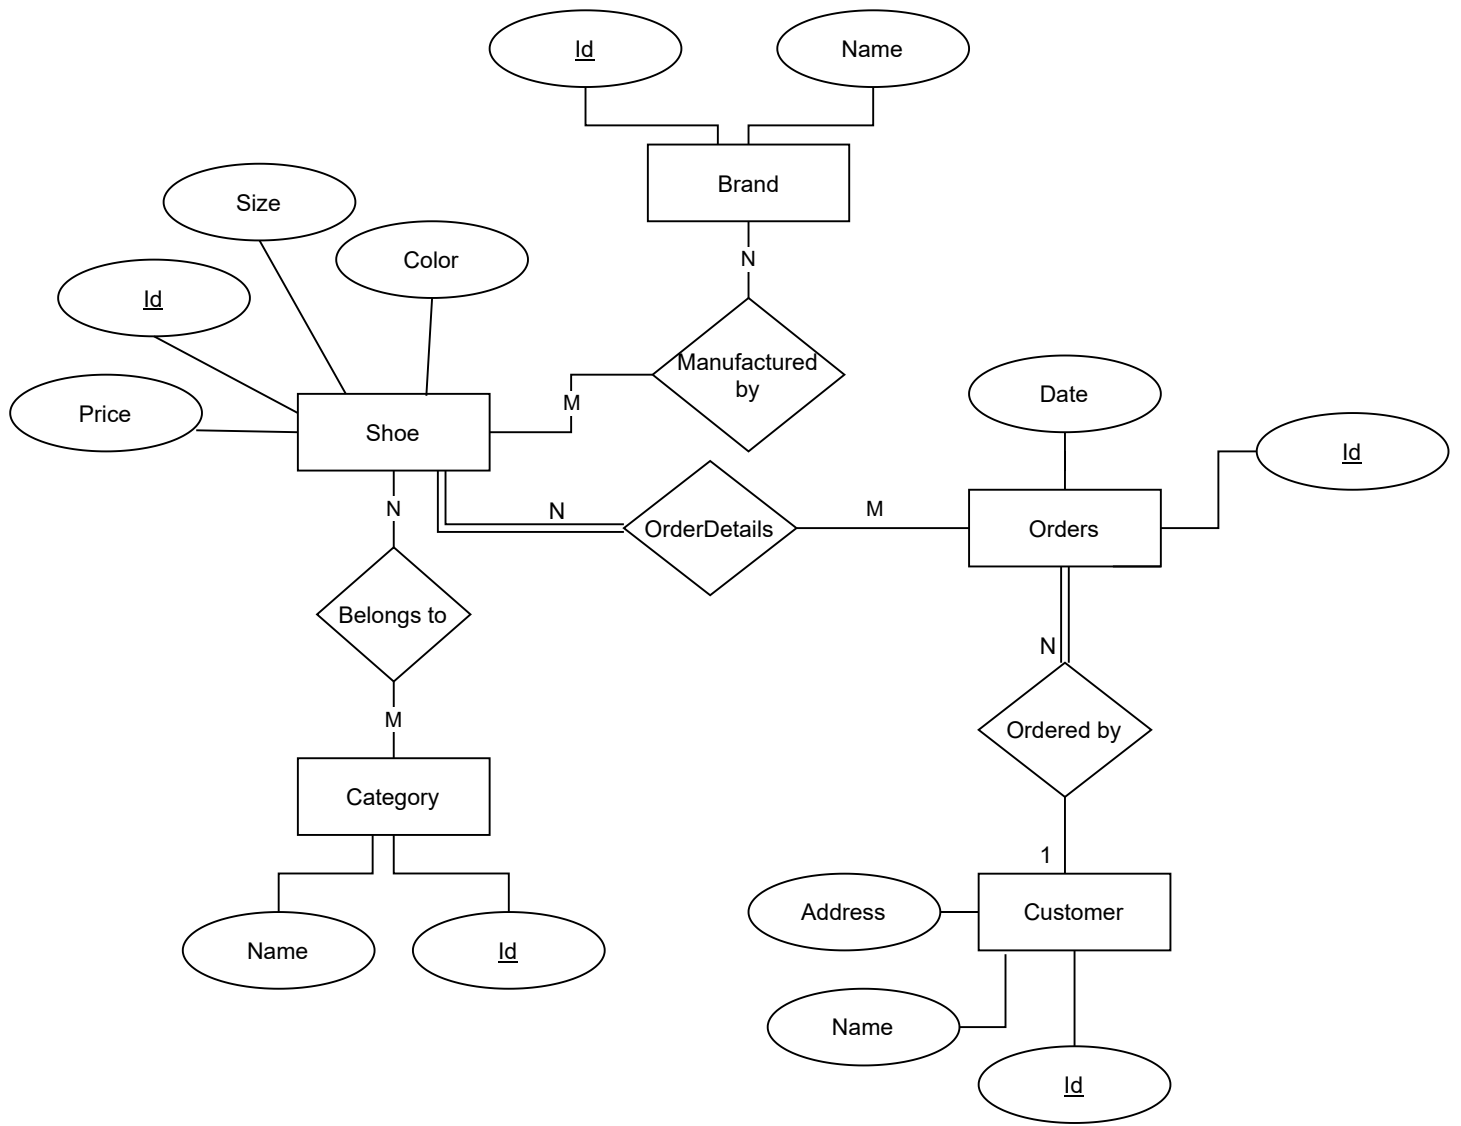 Id
Name
Brand
Size
Color
N
Id
Manufactured
by
Price
M
Shoe
Date
Id
N
N
M
OrderDetails
Orders
Belongs to
N
M
Ordered by
Category
1
Address
Customer
Name
Id
Name
Id